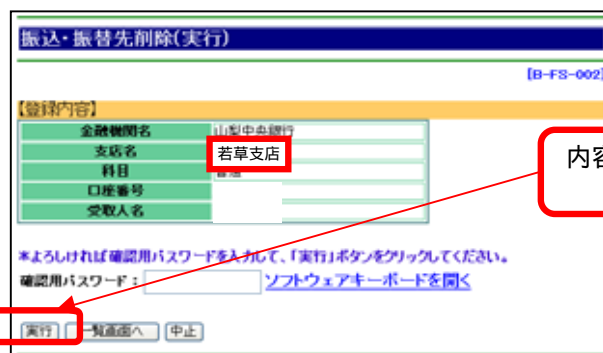 振込・振替先削除(実行)
[B-FS-002]
【登録内容】
金融機関名 山梨中央銀行
支店名 若草支店
科目
口座番号
受取人名
内容
*よろしければ確認用パスワードを入力して、「実行」ボタンをクリックしてください。
確認用パスワード： ソフトウェアキーボードを開く
実行 一覧画面へ 中止